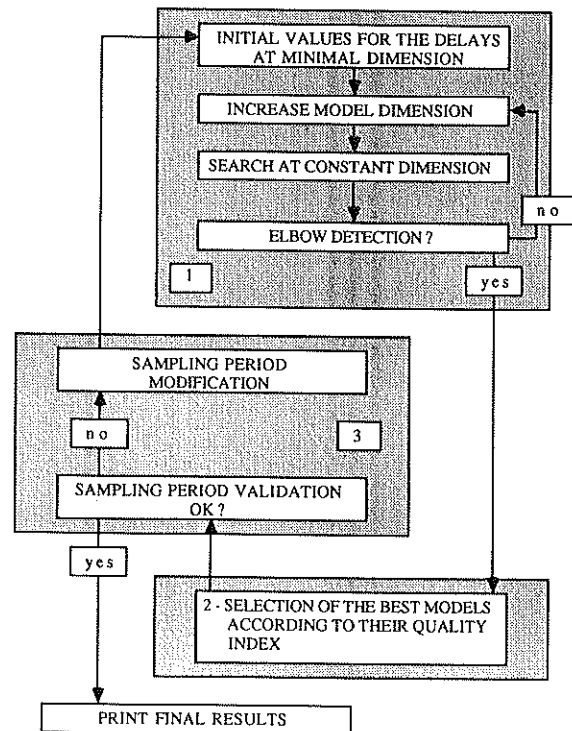 INITIAL VALUES FOR THE DELAYS
AT MINIMAL DIMENSION
INCREASE MODEL DIMENSION
SEARCH AT CONSTANT DIMENSION
no
ELBOW DETECTION ?
1
yes
SAMPLING PERIOD
MODIFICATION
no
3
SAMPLING PERIOD VALIDATION
OK ?
yes
2 - SELECTION OF THE BEST MODELS
ACCORDING TO THEIR QUALITY
INDEX
PRINT FINAL RESULTS